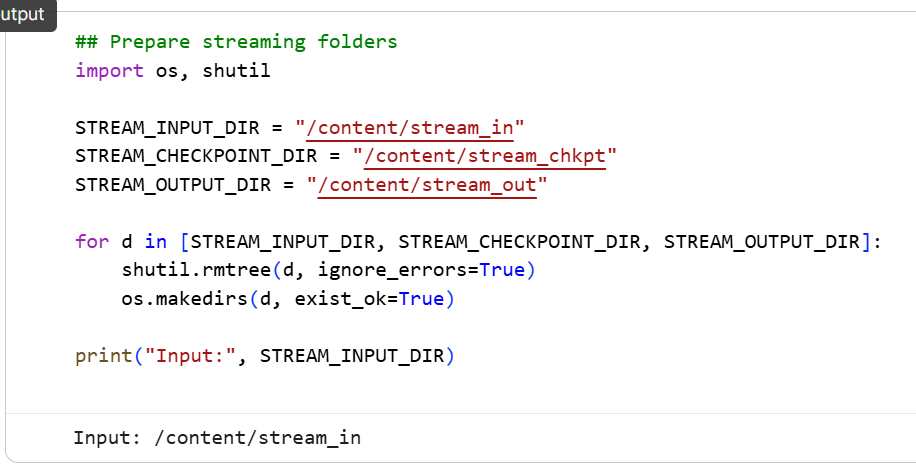 utput
## Prepare streaming folders
import os, shutil
STREAM_INPUT_DIR = "/content/stream_in"
STREAM_CHECKPOINT_DIR = "/content/stream_chkpt"
STREAM_OUTPUT_DIR = "/content/stream_out"
for d in [STREAM_INPUT_DIR, STREAM_CHECKPOINT_DIR, STREAM_OUTPUT_DIR]:
    shutil.rmtree(d, ignore_errors=True)
    os.makedirs(d, exist_ok=True)
print("Input:", STREAM_INPUT_DIR)
Input: /content/stream_in